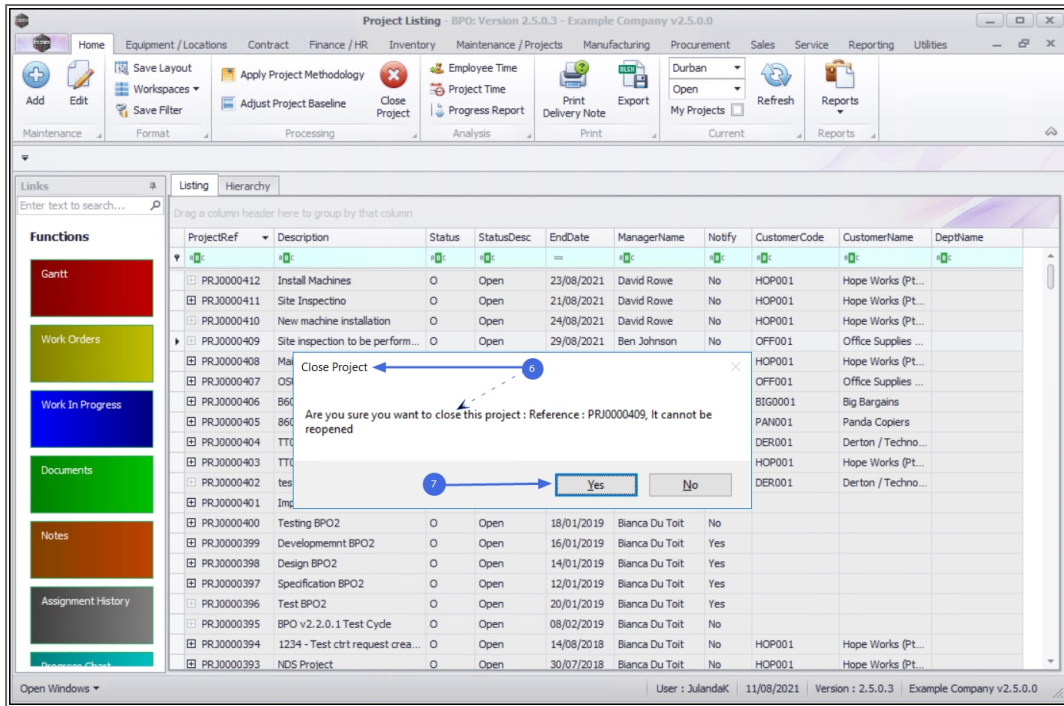 Project Listing - BPO: Version 2.5.0.3 - Example Company v2.5.0.0
Home Equipment / Locations Contract Finance / HR Inventory Maintenance / Projects Manufacturing Procurement Sales Service Reporting Utilities
Add Edit
Maintenance
Save Layout
Workspaces
Save Filter
Format
Apply Project Methodology
Adjust Project Baseline
Close Project
Processing
Employee Time
Project Time
Progress Report
Analysis
Print Delivery Note
Export
Print
Durban
Open
My Projects
Refresh
Current
Reports
Reports
Links
Enter text to search...
Functions
Gantt
Work Orders
Work In Progress
Documents
Notes
Assignment History
Progress Chart
Listing Hierarchy
Drag a column header here to group by that column
ProjectRef Description Status StatusDesc EndDate ManagerName Notify CustomerCode CustomerName DeptName
PRJ0000412 Install Machines O Open 23/08/2021 David Rowe No HOP001 Hope Works (Pt...
PRJ0000411 Site Inspectino O Open 21/08/2021 David Rowe No HOP001 Hope Works (Pt...
PRJ0000410 New machine installation O Open 24/08/2021 David Rowe No HOP001 Hope Works (Pt...
PRJ0000409 Site inspection to be perform... O Open 29/08/2021 Ben Johnson No OFF001 Office Supplies ...
PRJ0000408 Mai HOP001 Hope Works (Pt...
PRJ0000407 OSU OFF001 Office Supplies ...
PRJ0000406 B60 BIG0001 Big Bargains
PRJ0000405 860 PAN001 Panda Copiers
PRJ0000404 TTO DER001 Derton / Techno...
PRJ0000403 TTO HOP001 Hope Works (Pt...
PRJ0000402 tes DER001 Derton / Techno...
PRJ0000401 Imp
PRJ0000400 Testing BPO2 O Open 18/01/2019 Bianca Du Toit No
PRJ0000399 Developmemnt BPO2 O Open 16/01/2019 Bianca Du Toit Yes
PRJ0000398 Design BPO2 O Open 14/01/2019 Bianca Du Toit Yes
PRJ0000397 Specification BPO2 O Open 12/01/2019 Bianca Du Toit Yes
PRJ0000396 Test BPO2 O Open 20/01/2019 Bianca Du Toit Yes
PRJ0000395 BPO v2.2.0.1 Test Cycle O Open 08/02/2019 Bianca Du Toit No
PRJ0000394 1234 - Test ctrt request crea... O Open 14/08/2018 Bianca Du Toit No HOP001 Hope Works (Pt...
PRJ0000393 NDS Project O Open 30/07/2018 Bianca Du Toit No HOP001 Hope Works (Pt...
Close Project
6
Are you sure you want to close this project : Reference : PRJ0000409, It cannot be
reopened
7
Yes No
Open Windows
User : JulandaK 11/08/2021 Version : 2.5.0.3 Example Company v2.5.0.0